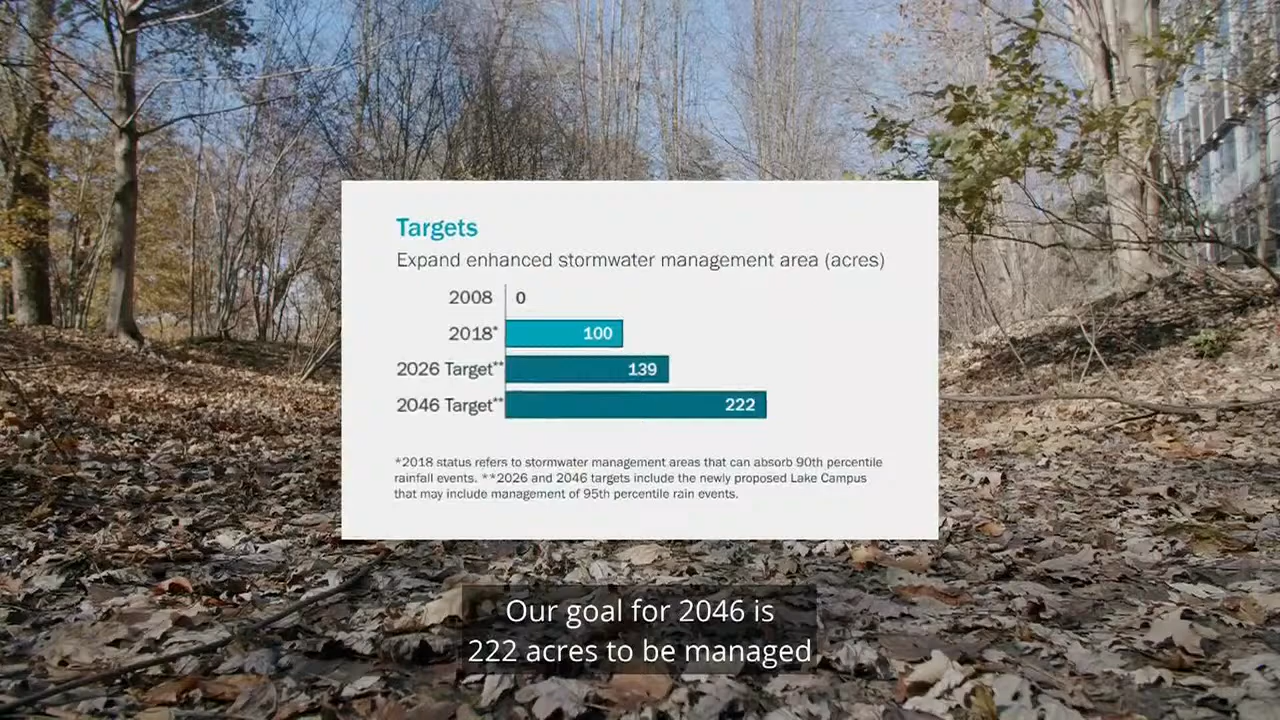 Targets
Expand enhanced stormwater management area (acres)
2008 0
2018* 100
2026 Target** 139
2046 Target** 222
*2018 status refers to stormwater management areas that can absorb 90th percentile
rainfall events. **2026 and 2046 targets include the newly proposed Lake Campus
that may include management of 95th percentile rain events.
Our goal for 2046 is
222 acres to be managed